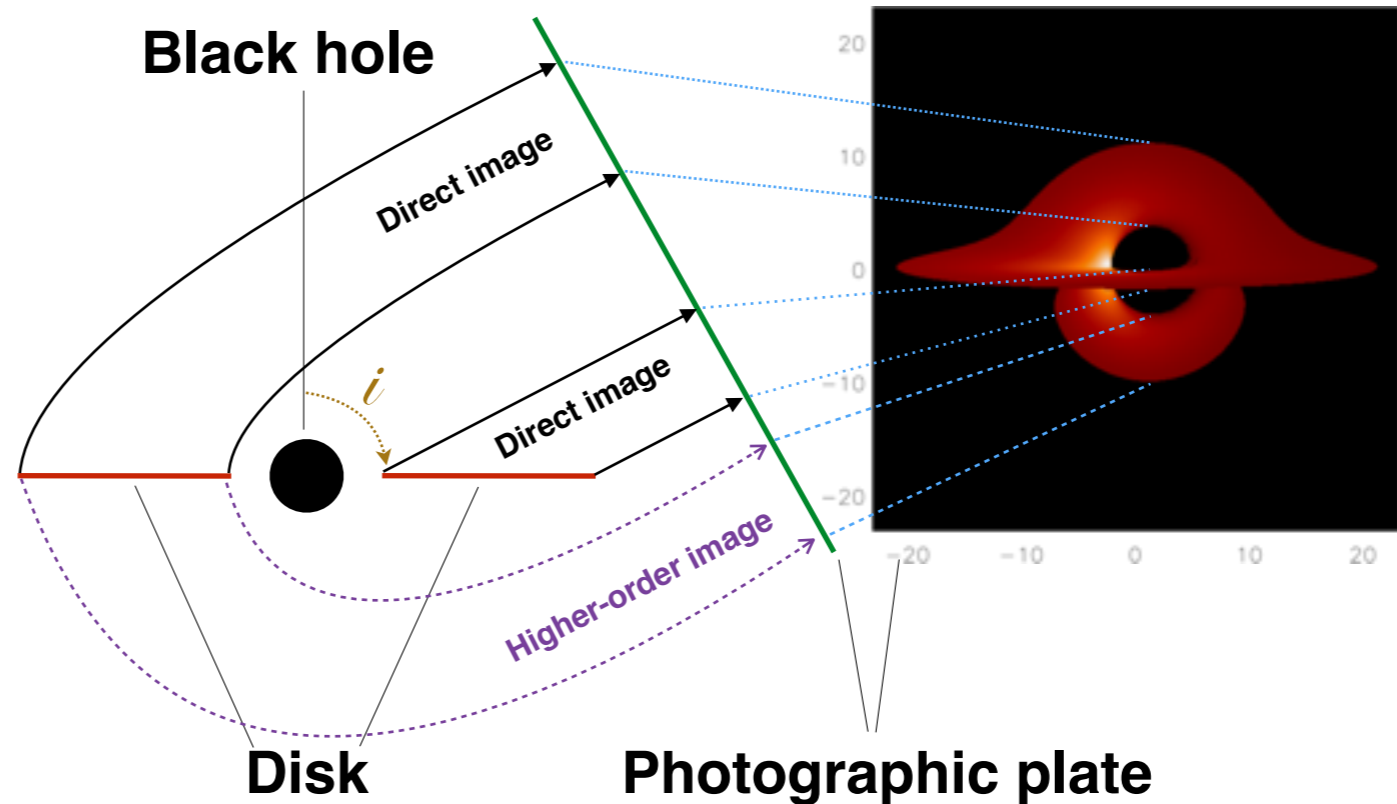 Black hole
Direct image
i
Direct image
Higher-order image
Disk
Photographic plate
20
10
0
−10
−20
−20
−10
0
10
20